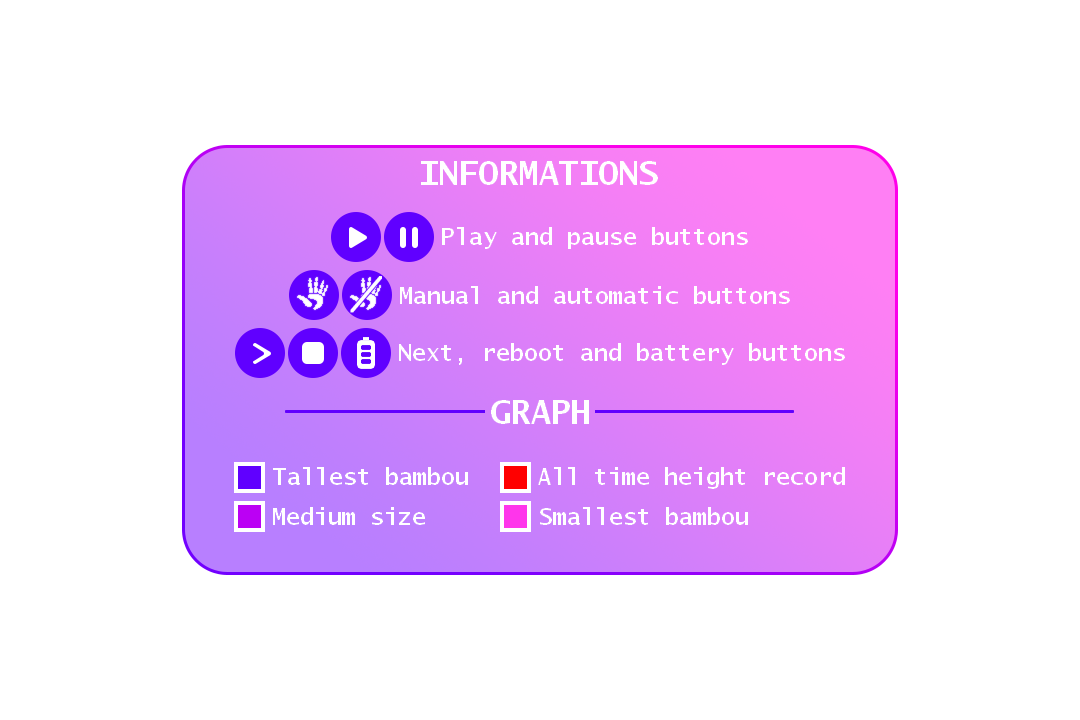 INFORMATIONS
Play and pause buttons
Manual and automatic buttons
Next, reboot and battery buttons
GRAPH
Tallest bambou
All time height record
Medium size
Smallest bambou